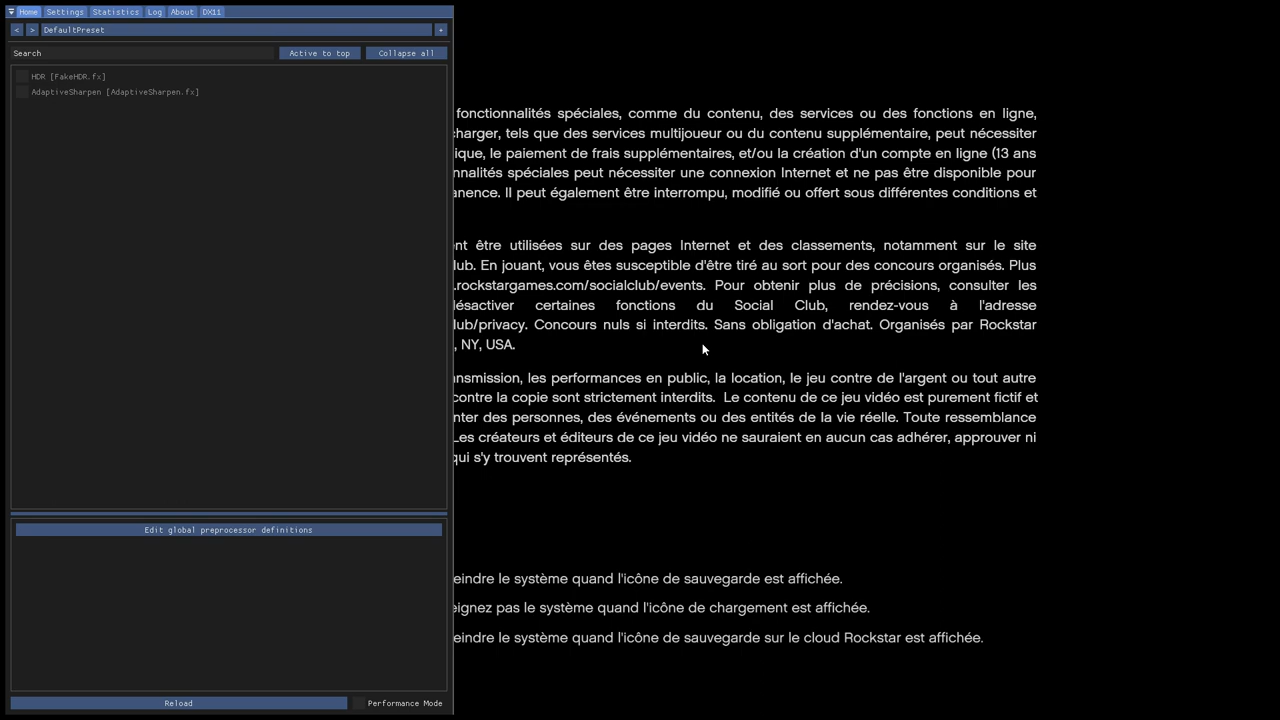 Home Settings Statistics Log About DX11
< > DefaultPreset +
Search Active to top Collapse all
HDR [FakeHDR.fx]
AdaptiveSharpen [AdaptiveSharpen.fx]
Edit global preprocessor definitions
Reload Performance Mode
fonctionnalités spéciales, comme du contenu, des services ou des fonctions en ligne,
charger, tels que des services multijoueur ou du contenu supplémentaire, peut nécessiter
ique, le paiement de frais supplémentaires, et/ou la création d'un compte en ligne (13 ans
nnalités spéciales peut nécessiter une connexion Internet et ne pas être disponible pour
anence. Il peut également être interrompu, modifié ou offert sous différentes conditions et
ent être utilisées sur des pages Internet et des classements, notamment sur le site
lub. En jouant, vous êtes susceptible d'être tiré au sort pour des concours organisés. Plus
.rockstargames.com/socialclub/events. Pour obtenir plus de précisions, consulter les
désactiver certaines fonctions du Social Club, rendez-vous à l'adresse
lub/privacy. Concours nuls si interdits. Sans obligation d'achat. Organisés par Rockstar
, NY, USA.
ansmission, les performances en public, la location, le jeu contre de l'argent ou tout autre
contre la copie sont strictement interdits. Le contenu de ce jeu vidéo est purement fictif et
nter des personnes, des événements ou des entités de la vie réelle. Toute ressemblance
Les créateurs et éditeurs de ce jeu vidéo ne sauraient en aucun cas adhérer, approuver ni
qui s'y trouvent représentés.
eindre le système quand l'icône de sauvegarde est affichée.
eignez pas le système quand l'icône de chargement est affichée.
eindre le système quand l'icône de sauvegarde sur le cloud Rockstar est affichée.